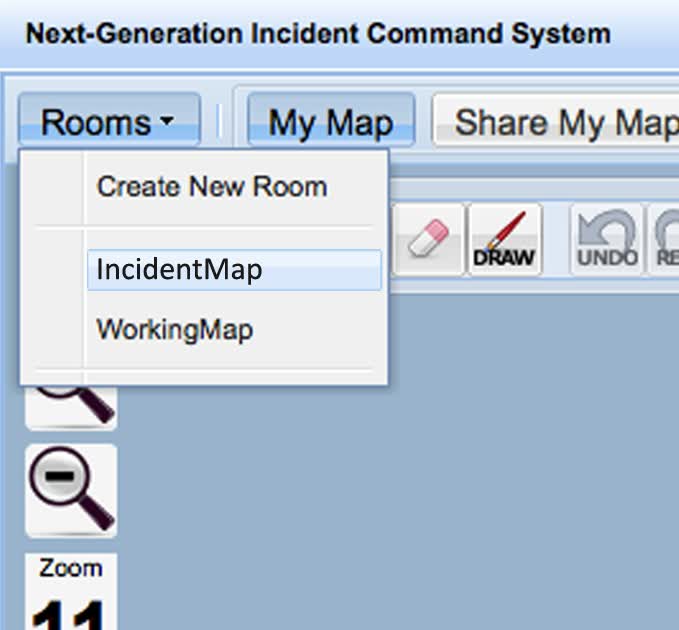 Next-Generation Incident Command System
Rooms My Map Share My Map
Create New Room
DRAW UNDO
IncidentMap
WorkingMap
Zoom
11